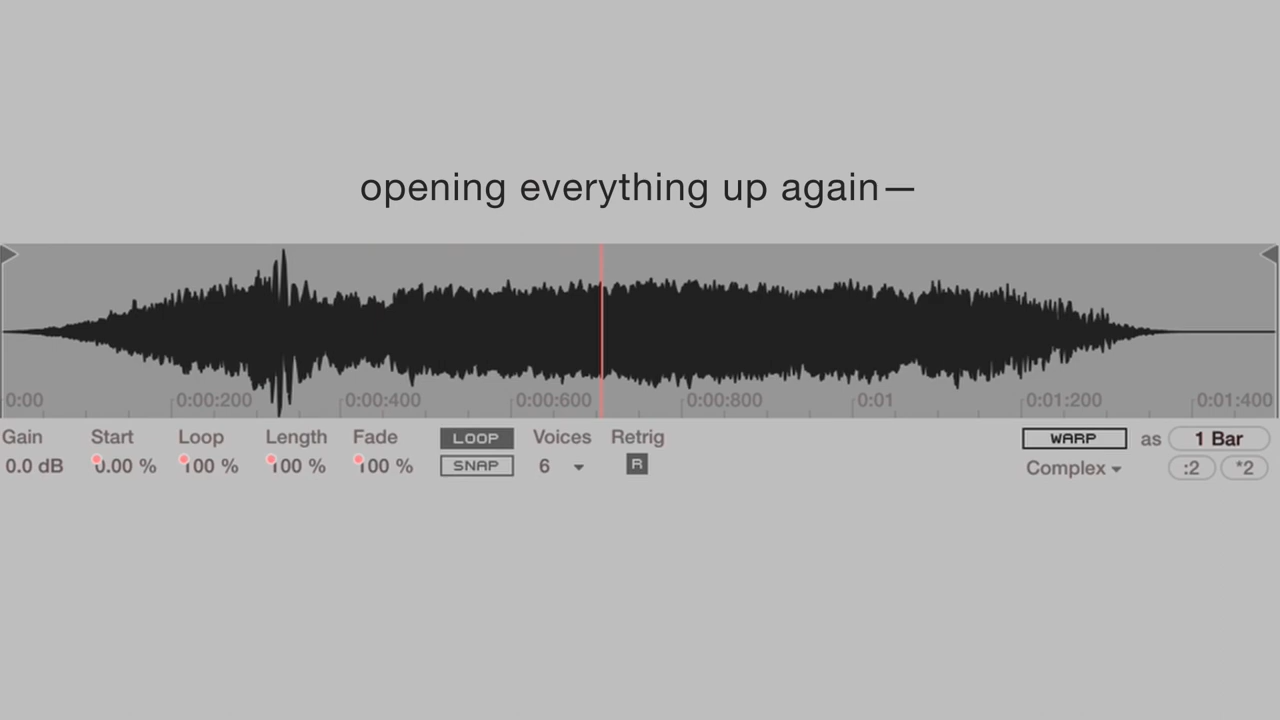 opening everything up again—
0:00 0:00:200 0:00:400 0:00:600 0:00:800 0:01 0:01:200 0:01:400
Gain Start Loop Length Fade LOOP Voices Retrig WARP as 1 Bar
0.0 dB 0.00 % 100 % 100 % 100 % SNAP 6 R Complex :2 *2